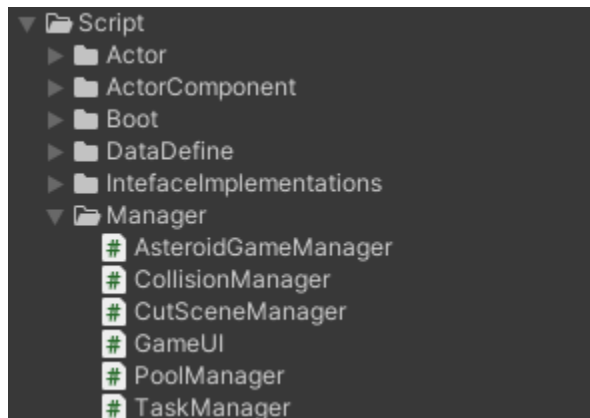 Script
Actor
ActorComponent
Boot
DataDefine
IntefaceImplementations
Manager
# AsteroidGameManager
# CollisionManager
# CutSceneManager
# GameUI
# PoolManager
# TaskManager